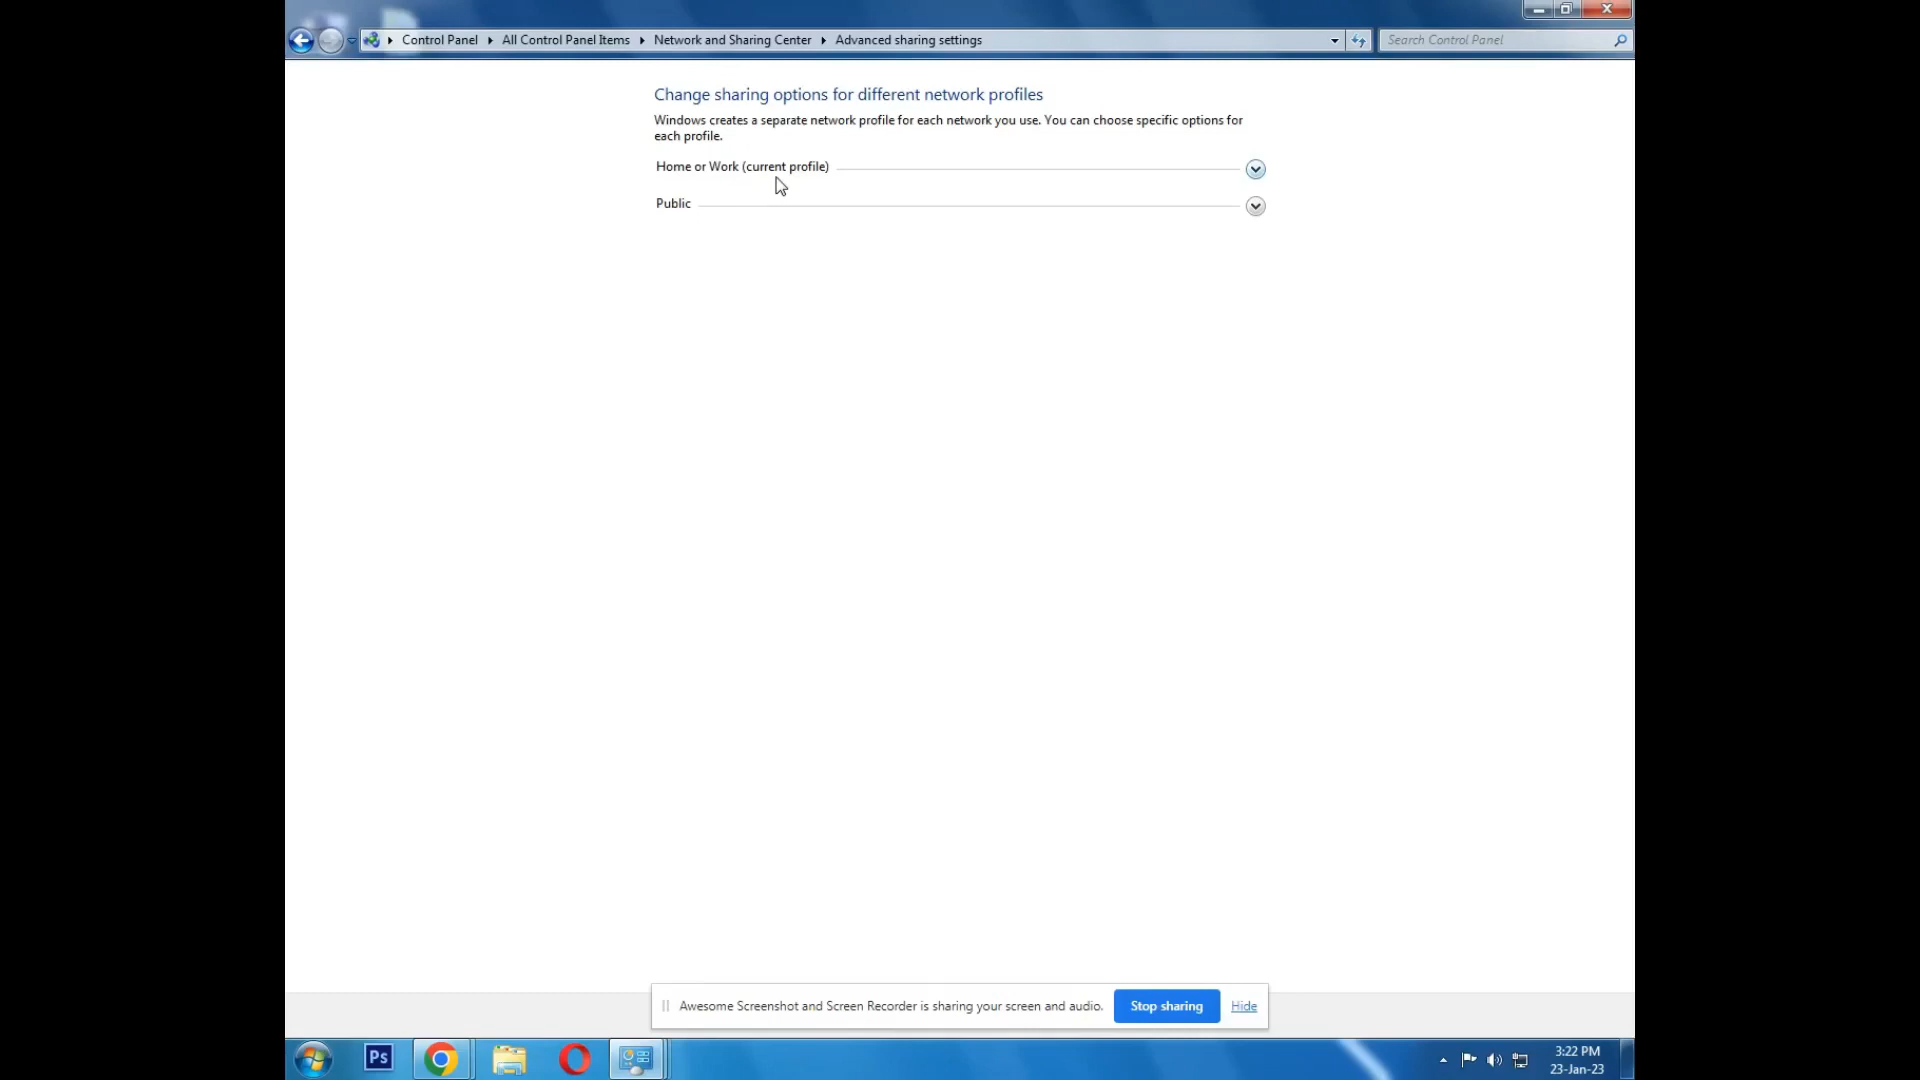 Control Panel ▸ All Control Panel Items ▸ Network and Sharing Center ▸ Advanced sharing settings
Search Control Panel
Change sharing options for different network profiles
Windows creates a separate network profile for each network you use. You can choose specific options for
each profile.
Home or Work (current profile)
Public
Awesome Screenshot and Screen Recorder is sharing your screen and audio.
Stop sharing
Hide
Ps
3:22 PM
23-Jan-23